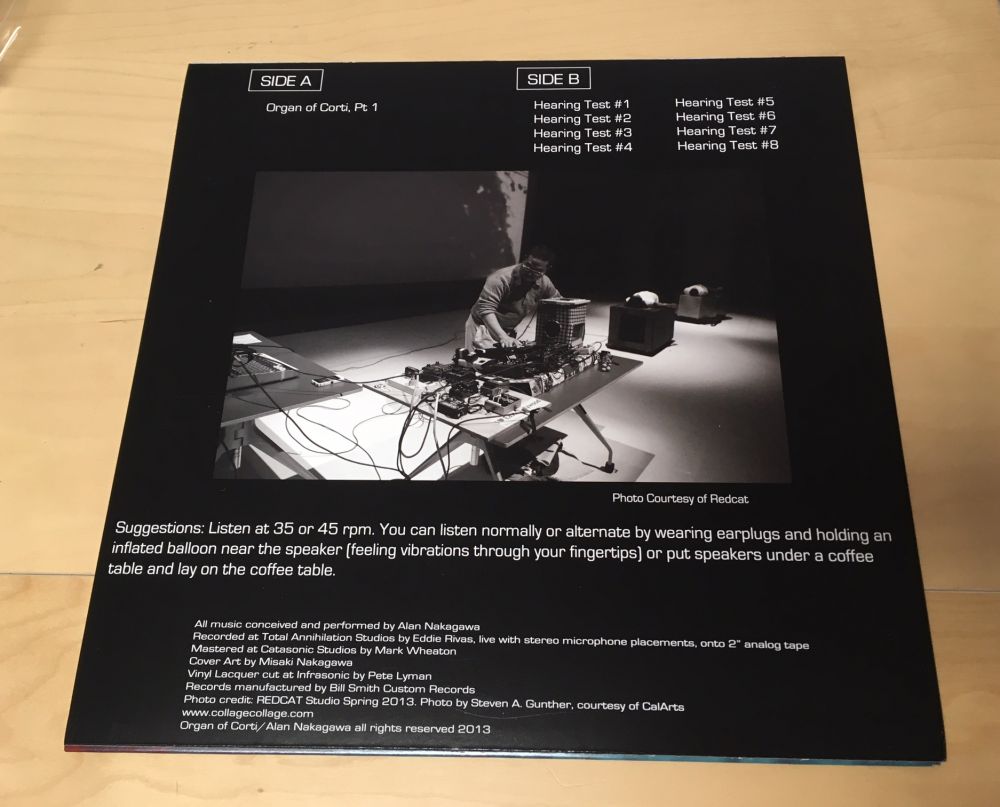 SIDE A
Organ of Corti, Pt 1
SIDE B
Hearing Test #1
Hearing Test #2
Hearing Test #3
Hearing Test #4
Hearing Test #5
Hearing Test #6
Hearing Test #7
Hearing Test #8
Photo Courtesy of Redcat
Suggestions: Listen at 35 or 45 rpm. You can listen normally or alternate by wearing earplugs and holding an
inflated balloon near the speaker (feeling vibrations through your fingertips) or put speakers under a coffee
table and lay on the coffee table.
All music conceived and performed by Alan Nakagawa
Recorded at Total Annihilation Studios by Eddie Rivas, live with stereo microphone placements, onto 2" analog tape
Mastered at Catasonic Studios by Mark Wheaton
Cover Art by Misaki Nakagawa
Vinyl Lacquer cut at Infrasonic by Pete Lyman
Records manufactured by Bill Smith Custom Records
Photo credit: REDCAT Studio Spring 2013. Photo by Steven A. Gunther, courtesy of CalArts
www.collagecollage.com
Organ of Corti/Alan Nakagawa all rights reserved 2013